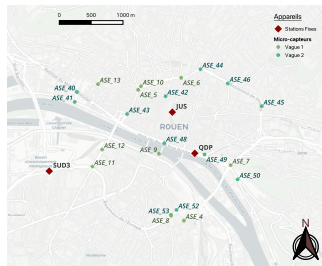 0 500 1000 m
Appareils
Stations Fixes
Micro-capteurs
Vague 1
Vague 2
ASE_44
ASE_13
ASE_6
ASE_10
ASE_46
ASE_40
ASE_5
ASE_42
ASE_41
JUS
ASE_45
ASE_43
ROUEN
ASE_48
ASE_12
ASE_9
QDP
ASE_49
SUD3
ASE_11
ASE_7
ASE_50
ASE_53
ASE_52
ASE_8
ASE_4
N